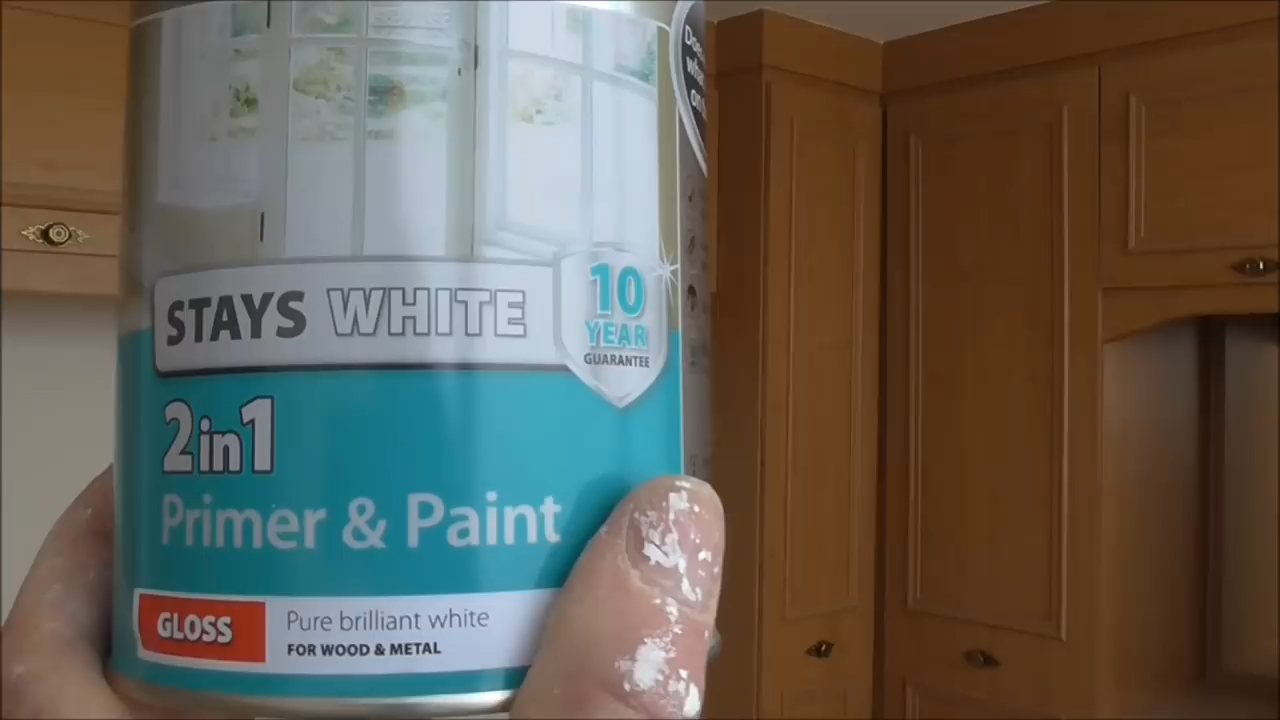 STAYS WHITE
10
YEAR
GUARANTEE
2in1
Primer & Paint
GLOSS
Pure brilliant white
FOR WOOD & METAL